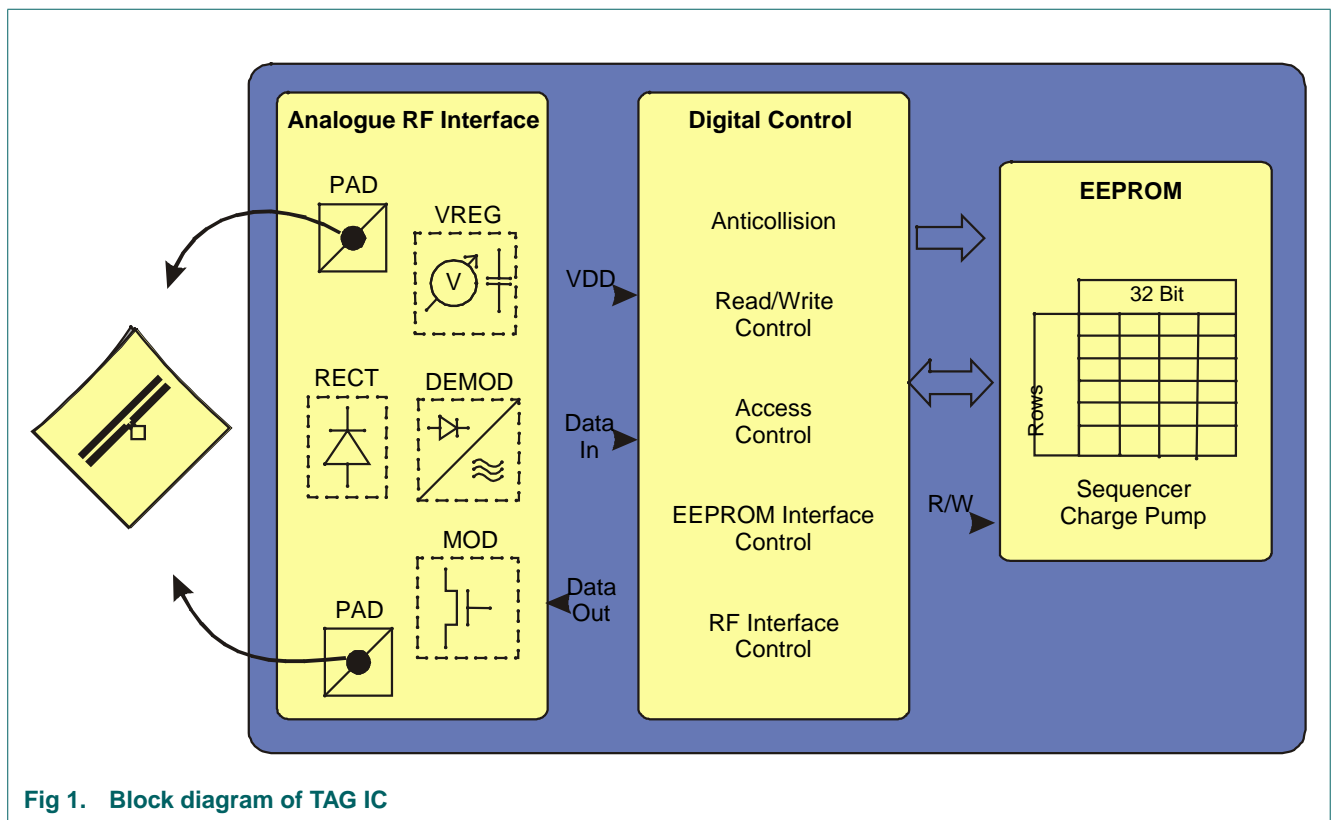 Analogue RF Interface
PAD
VREG
V
RECT
DEMOD
MOD
PAD
VDD
Data
In
Data
Out
Digital Control
Anticollision
Read/Write
Control
Access
Control
EEPROM Interface
Control
RF Interface
Control
R/W
EEPROM
32 Bit
Rows
Sequencer
Charge Pump
Fig 1. Block diagram of TAG IC